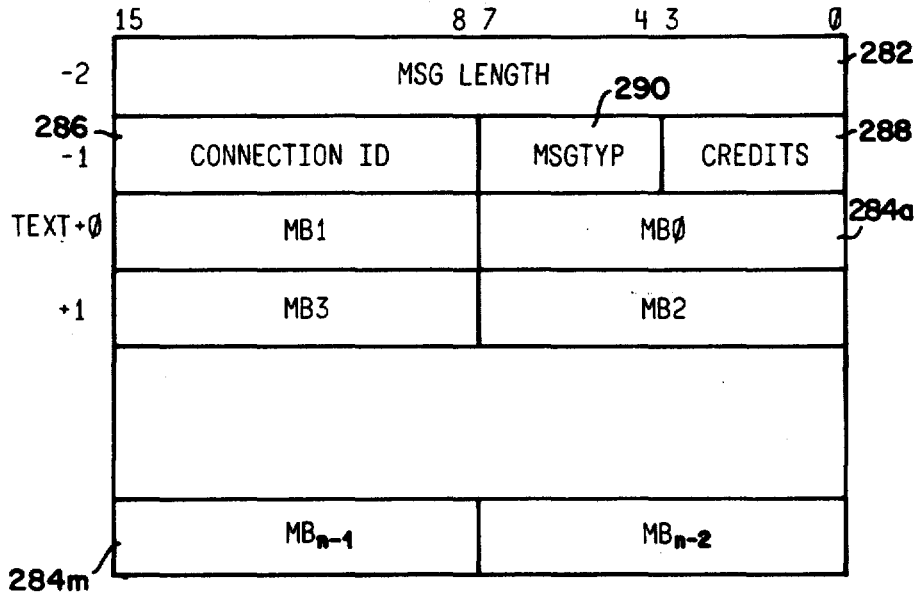 15 8 7 4 3 0
-2 MSG LENGTH 282
290
286 288
-1 CONNECTION ID MSGTYP CREDITS
TEXT+0 MB1 MB0 284a
+1 MB3 MB2
MBn-1 MBn-2
284m